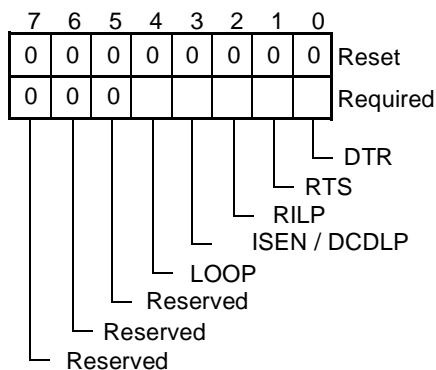 7 6 5 4 3 2 1 0
0 0 0 0 0 0 0 0 Reset
0 0 0 Required
DTR
RTS
RILP
ISEN / DCDLP
LOOP
Reserved
Reserved
Reserved